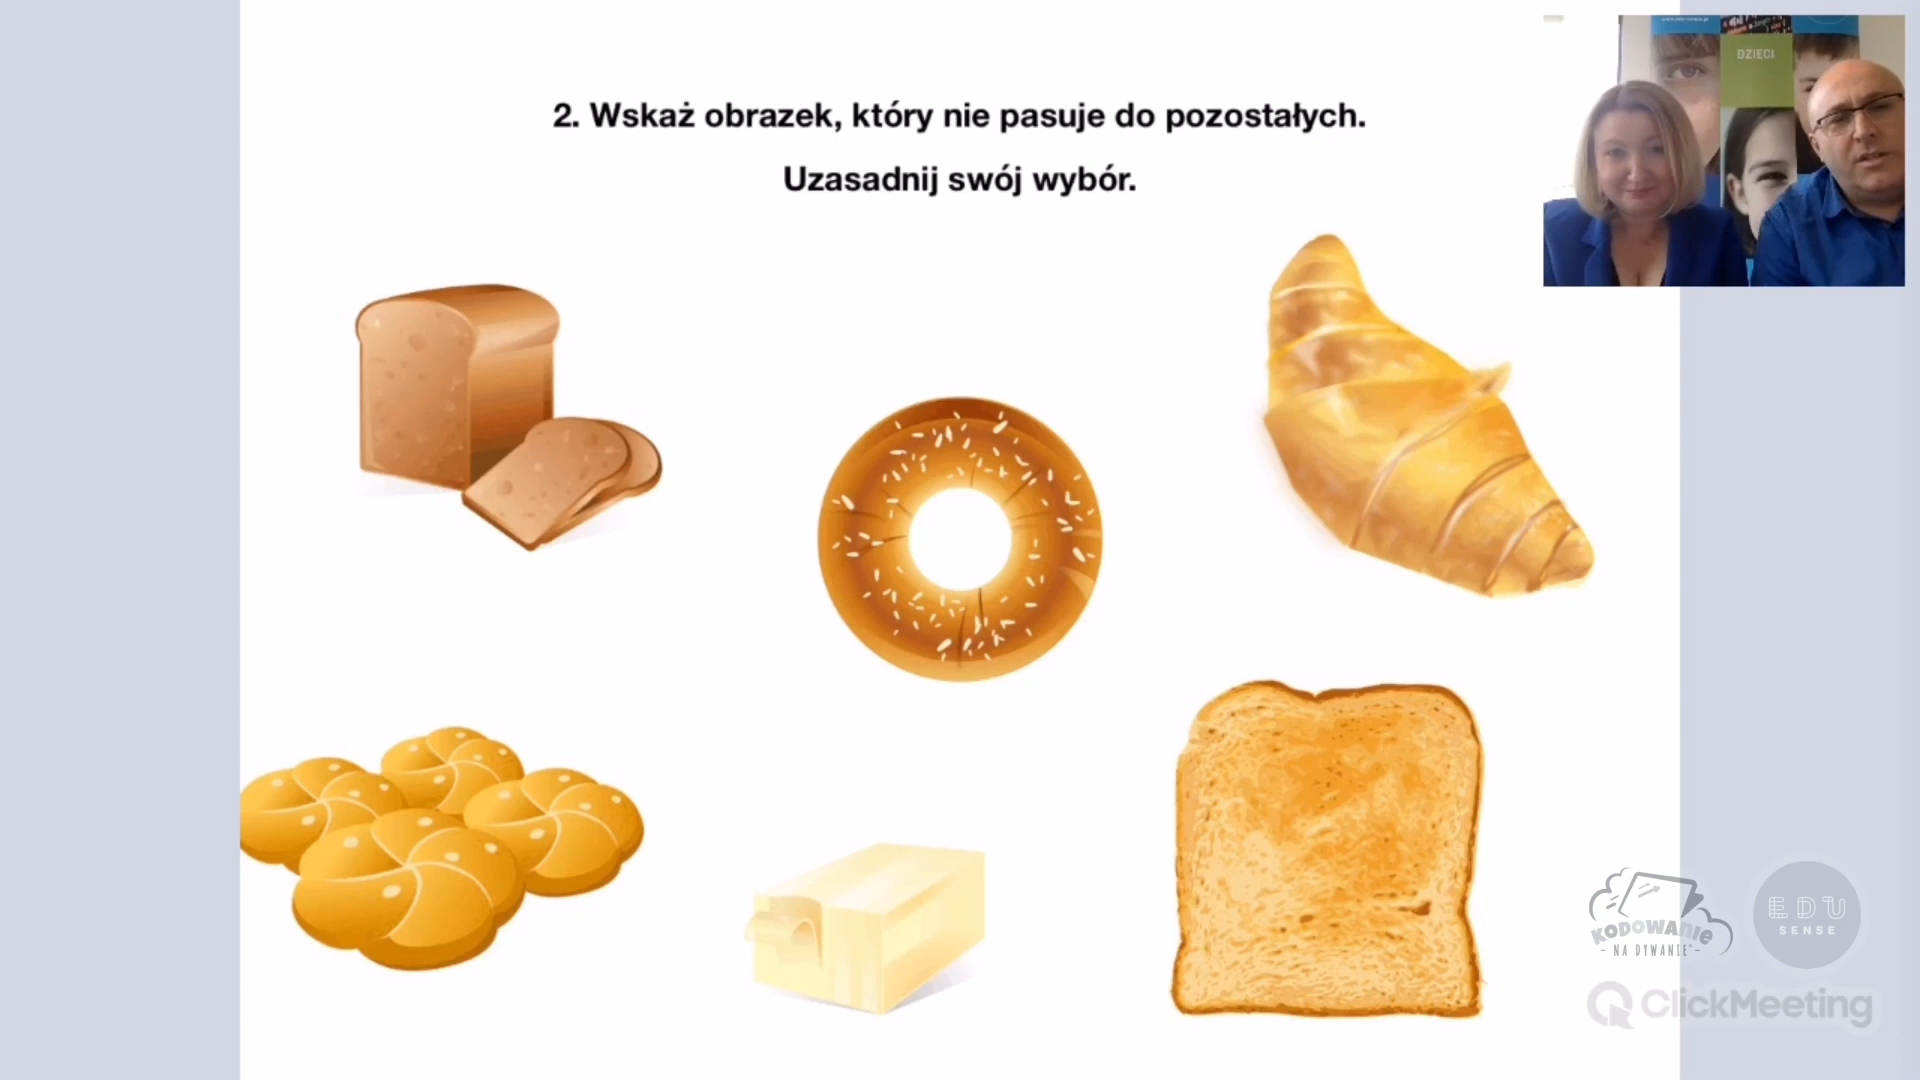 2. Wskaż obrazek, który nie pasuje do pozostałych.
Uzasadnij swój wybór.
DZIECI
KODOWANIE
- NA DYWANIE -
EDU
SENSE
ClickMeeting